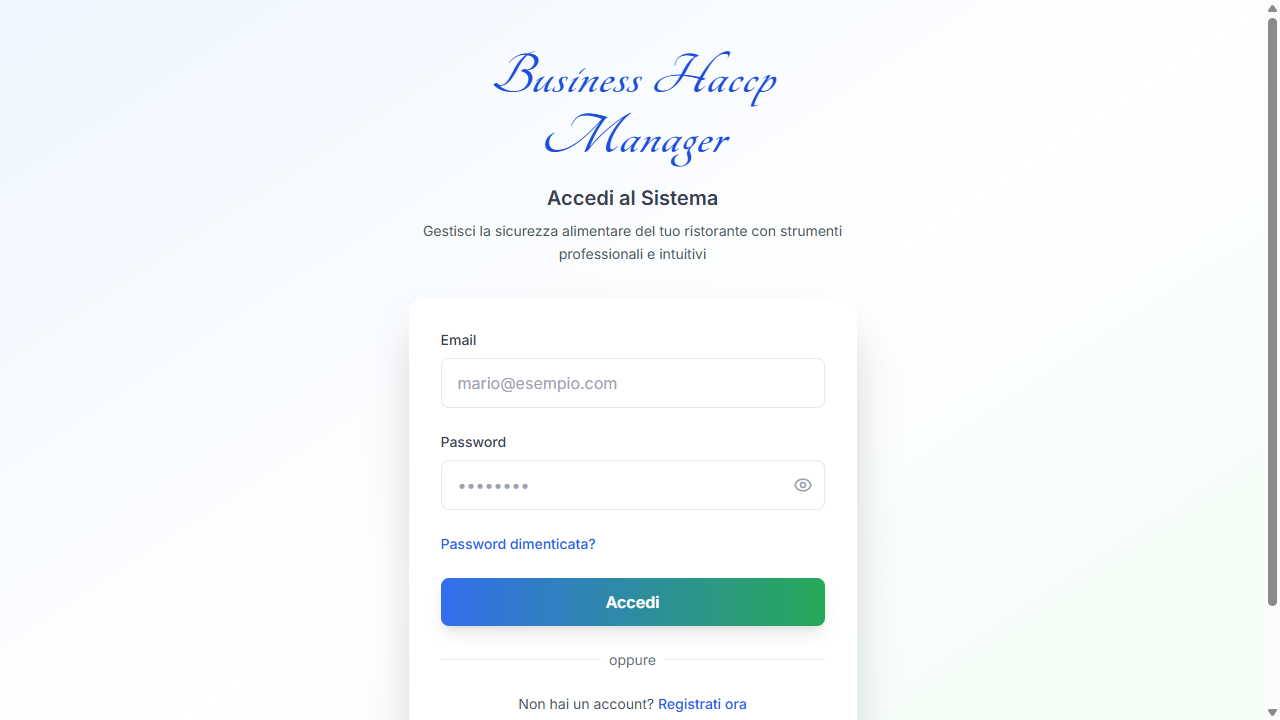 Business Haccp
Manager
Accedi al Sistema
Gestisci la sicurezza alimentare del tuo ristorante con strumenti
professionali e intuitivi
Email
mario@esempio.com
Password
••••••••
Password dimenticata?
Accedi
oppure
Non hai un account? Registrati ora